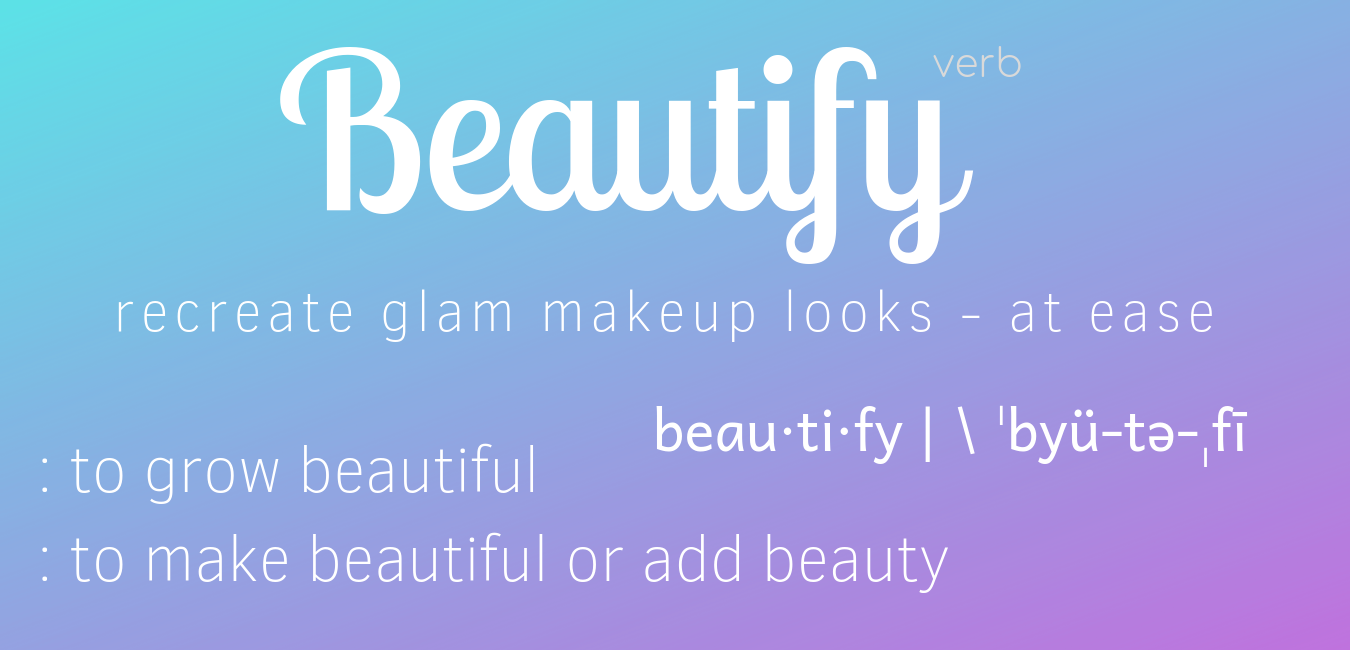 Beautify verb
recreate glam makeup looks - at ease
beau·ti·fy | \ ˈbyü-tə-ˌfī
: to grow beautiful
: to make beautiful or add beauty